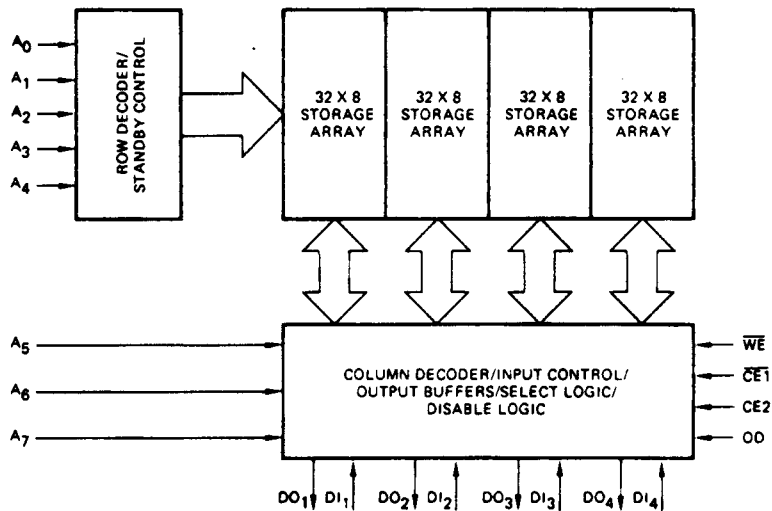 A0
A1
A2
A3
A4
ROW DECODER/
STANDBY CONTROL
32 X 8
STORAGE
ARRAY
32 X 8
STORAGE
ARRAY
32 X 8
STORAGE
ARRAY
32 X 8
STORAGE
ARRAY
A5
A6
A7
COLUMN DECODER/INPUT CONTROL/
OUTPUT BUFFERS/SELECT LOGIC/
DISABLE LOGIC
W̅E̅
C̅E̅1̅
CE2
OD
DO1 DI1 DO2 DI2 DO3 DI3 DO4 DI4